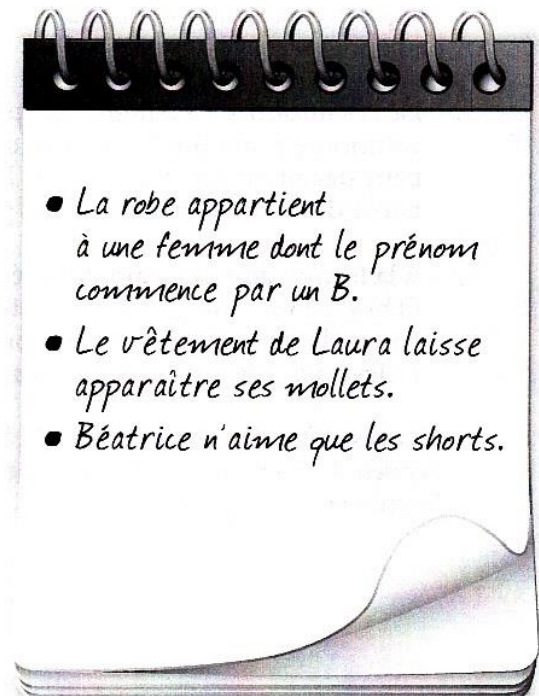 • La robe appartient
à une femme dont le prénom
commence par un B.
• Le vêtement de Laura laisse
apparaître ses mollets.
• Béatrice n'aime que les shorts.